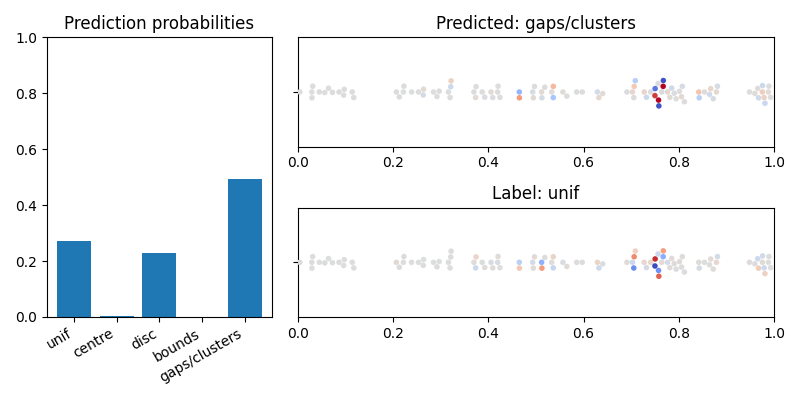 Prediction probabilities
1.0
0.8
0.6
0.4
0.2
0.0
unif
centre
disc
bounds
gaps/clusters
Predicted: gaps/clusters
0.0 0.2 0.4 0.6 0.8 1.0
Label: unif
0.0 0.2 0.4 0.6 0.8 1.0